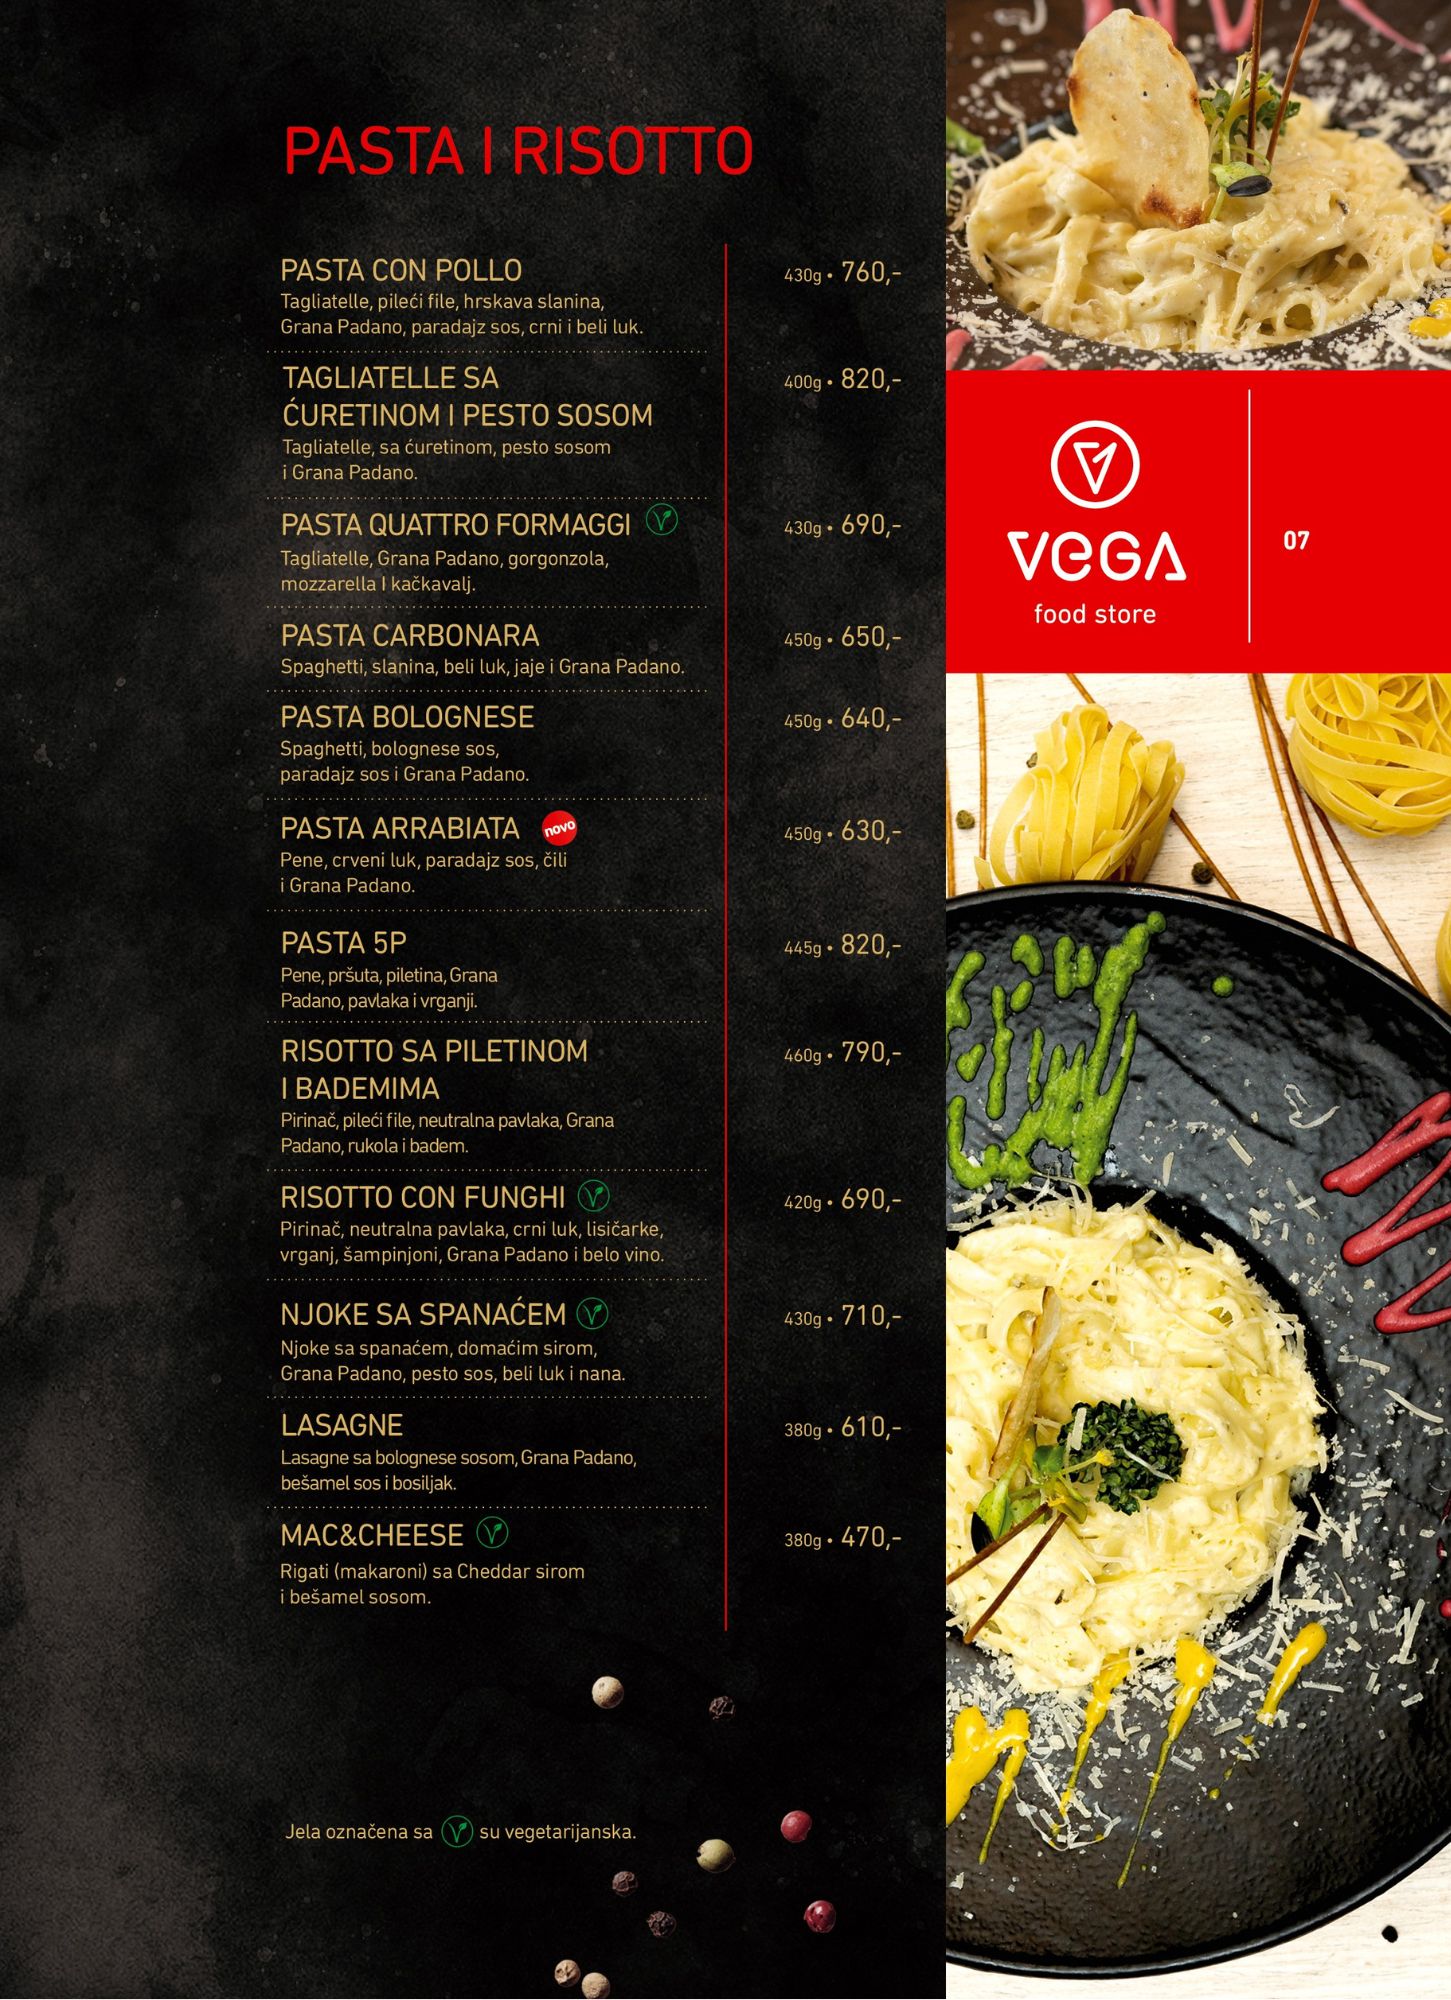 PASTA I RISOTTO
PASTA CON POLLO
430g • 760,-
Tagliatelle, pileći file, hrskava slanina,
Grana Padano, paradajz sos, crni i beli luk.
TAGLIATELLE SA
ĆURETINOM I PESTO SOSOM
400g • 820,-
Tagliatelle, sa ćuretinom, pesto sosom
i Grana Padano.
PASTA QUATTRO FORMAGGI
430g • 690,-
Tagliatelle, Grana Padano, gorgonzola,
mozzarella I kačkavalj.
PASTA CARBONARA
450g • 650,-
Spaghetti, slanina, beli luk, jaje i Grana Padano.
PASTA BOLOGNESE
450g • 640,-
Spaghetti, bolognese sos,
paradajz sos i Grana Padano.
PASTA ARRABIATA novo
450g • 630,-
Pene, crveni luk, paradajz sos, čili
i Grana Padano.
PASTA 5P
445g • 820,-
Pene, pršuta, piletina, Grana
Padano, pavlaka i vrganji.
RISOTTO SA PILETINOM
I BADEMIMA
460g • 790,-
Pirinač, pileći file, neutralna pavlaka, Grana
Padano, rukola i badem.
RISOTTO CON FUNGHI
420g • 690,-
Pirinač, neutralna pavlaka, crni luk, lisičarke,
vrganj, šampinjoni, Grana Padano i belo vino.
NJOKE SA SPANAĆEM
430g • 710,-
Njoke sa spanaćem, domaćim sirom,
Grana Padano, pesto sos, beli luk i nana.
LASAGNE
380g • 610,-
Lasagne sa bolognese sosom, Grana Padano,
bešamel sos i bosiljak.
MAC&CHEESE
380g • 470,-
Rigati (makaroni) sa Cheddar sirom
i bešamel sosom.
Jela označena sa V su vegetarijanska.
VEGA
food store
07